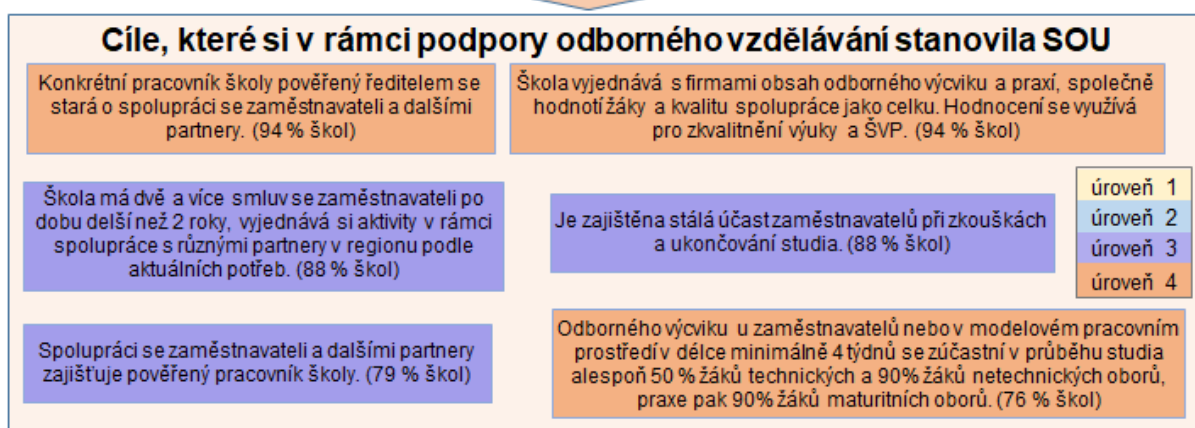 Cíle, které si v rámci podpory odborného vzdělávání stanovila SOU
Konkrétní pracovník školy pověřený ředitelem se
stará o spolupráci se zaměstnavateli a dalšími
partnery. (94 % škol)
Škola vyjednává s firmami obsah odborného výcviku a praxí, společně
hodnotí žáky a kvalitu spolupráce jako celku. Hodnocení se využívá
pro zkvalitnění výuky a ŠVP. (94 % škol)
Škola má dvě a více smluv se zaměstnavateli po
dobu delší než 2 roky, vyjednává si aktivity v rámci
spolupráce s různými partnery v regionu podle
aktuálních potřeb. (88 % škol)
Je zajištěna stálá účast zaměstnavatelů při zkouškách
a ukončování studia. (88 % škol)
úroveň 1
úroveň 2
úroveň 3
úroveň 4
Spolupráci se zaměstnavateli a dalšími partnery
zajišťuje pověřený pracovník školy. (79 % škol)
Odborného výcviku u zaměstnavatelů nebo v modelovém pracovním
prostředí v délce minimálně 4 týdnů se zúčastní v průběhu studia
alespoň 50 % žáků technických a 90% žáků netechnických oborů,
praxe pak 90% žáků maturitních oborů. (76 % škol)